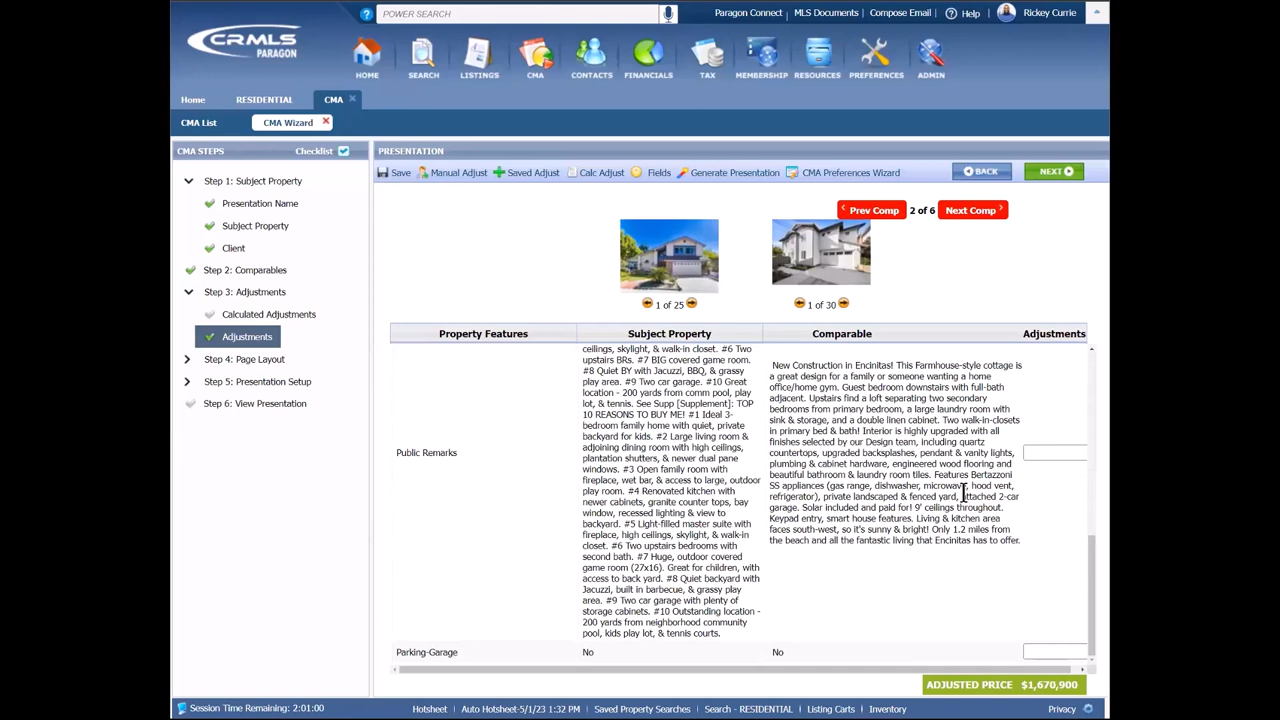 CRMLS
PARAGON
POWER SEARCH
Paragon Connect
MLS Documents
Compose Email
Help
Rickey Currie
HOME
SEARCH
LISTINGS
CMA
CONTACTS
FINANCIALS
TAX
MEMBERSHIP
RESOURCES
PREFERENCES
ADMIN
Home
RESIDENTIAL
CMA
CMA List
CMA Wizard
CMA STEPS
Checklist
Step 1: Subject Property
Presentation Name
Subject Property
Client
Step 2: Comparables
Step 3: Adjustments
Calculated Adjustments
Adjustments
Step 4: Page Layout
Step 5: Presentation Setup
Step 6: View Presentation
PRESENTATION
Save
Manual Adjust
Saved Adjust
Calc Adjust
Fields
Generate Presentation
CMA Preferences Wizard
BACK
NEXT
Prev Comp
2 of 6
Next Comp
1 of 25
1 of 30
Property Features
Subject Property
Comparable
Adjustments
Public Remarks
ceilings, skylight, & walk-in closet. #6 Two
upstairs BRs. #7 BIG covered game room.
#8 Quiet BY with Jacuzzi, BBQ, & grassy
play area. #9 Two car garage. #10 Great
location - 200 yards from comm pool, play
lot, & tennis. See Supp [Supplement]: TOP
10 REASONS TO BUY ME! #1 Ideal 3-
bedroom family home with quiet, private
backyard for kids. #2 Large living room &
adjoining dining room with high ceilings,
plantation shutters, & newer dual pane
windows. #3 Open family room with
fireplace, wet bar, & access to large, outdoor
play room. #4 Renovated kitchen with
newer cabinets, granite counter tops, bay
window, recessed lighting & view to
backyard. #5 Light-filled master suite with
fireplace, high ceilings, skylight, & walk-in
closet. #6 Two upstairs bedrooms with
second bath. #7 Huge, outdoor covered
game room (27x16). Great for children, with
access to back yard. #8 Quiet backyard with
Jacuzzi, built in barbecue, & grassy play
area. #9 Two car garage with plenty of
storage cabinets. #10 Outstanding location -
200 yards from neighborhood community
pool, kids play lot, & tennis courts.
New Construction in Encinitas! This Farmhouse-style cottage is
a great design for a family or someone wanting a home
office/home gym. Guest bedroom downstairs with full-bath
adjacent. Upstairs find a loft separating two secondary
bedrooms from primary bedroom, a large laundry room with
sink & storage, and a double linen cabinet. Two walk-in-closets
in primary bed & bath! Interior is highly upgraded with all
finishes selected by our Design team, including quartz
countertops, upgraded backsplashes, pendant & vanity lights,
plumbing & cabinet hardware, engineered wood flooring and
beautiful bathroom & laundry room tiles. Features Bertazzoni
SS appliances (gas range, dishwasher, microwave, hood vent,
refrigerator), private landscaped & fenced yard, attached 2-car
garage. Solar included and paid for! 9' ceilings throughout.
Keypad entry, smart house features. Living & kitchen area
faces south-west, so it's sunny & bright! Only 1.2 miles from
the beach and all the fantastic living that Encinitas has to offer.
Parking-Garage
No
No
ADJUSTED PRICE $1,670,900
Session Time Remaining: 2:01:00
Hotsheet
Auto Hotsheet-5/1/23 1:32 PM
Saved Property Searches
Search - RESIDENTIAL
Listing Carts
Inventory
Privacy